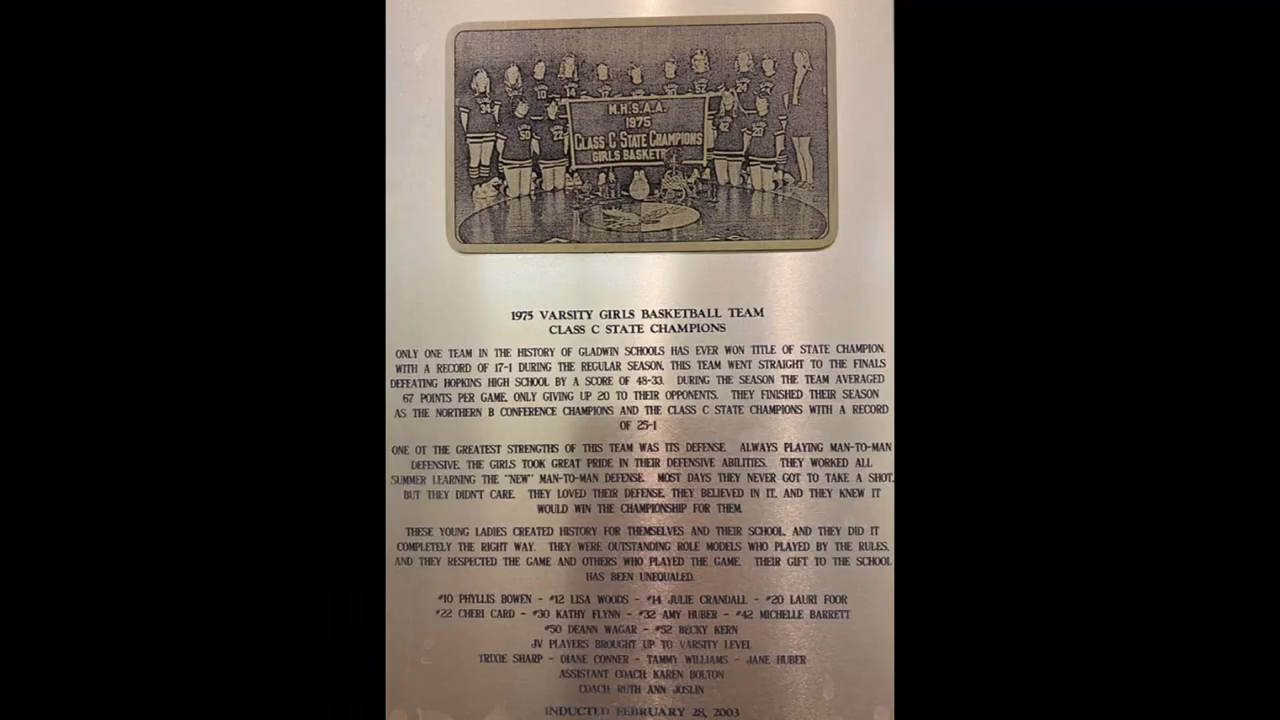 34
10
14
52
24
50
22
42
20
M.H.S.A.A.
1975
CLASS C STATE CHAMPIONS
GIRLS BASKETB
1975 VARSITY GIRLS BASKETBALL TEAM
CLASS C STATE CHAMPIONS
ONLY ONE TEAM IN THE HISTORY OF GLADWIN SCHOOLS HAS EVER WON TITLE OF STATE CHAMPION.
WITH A RECORD OF 17-1 DURING THE REGULAR SEASON, THIS TEAM WENT STRAIGHT TO THE FINALS
DEFEATING HOPKINS HIGH SCHOOL BY A SCORE OF 48-33. DURING THE SEASON THE TEAM AVERAGED
67 POINTS PER GAME, ONLY GIVING UP 20 TO THEIR OPPONENTS. THEY FINISHED THEIR SEASON
AS THE NORTHERN B CONFERENCE CHAMPIONS AND THE CLASS C STATE CHAMPIONS WITH A RECORD
OF 25-1
ONE OT THE GREATEST STRENGTHS OF THIS TEAM WAS ITS DEFENSE. ALWAYS PLAYING MAN-TO-MAN
DEFENSIVE, THE GIRLS TOOK GREAT PRIDE IN THEIR DEFENSIVE ABILITIES. THEY WORKED ALL
SUMMER LEARNING THE "NEW" MAN-TO-MAN DEFENSE. MOST DAYS THEY NEVER GOT TO TAKE A SHOT,
BUT THEY DIDN'T CARE. THEY LOVED THEIR DEFENSE, THEY BELIEVED IN IT, AND THEY KNEW IT
WOULD WIN THE CHAMPIONSHIP FOR THEM.
THESE YOUNG LADIES CREATED HISTORY FOR THEMSELVES AND THEIR SCHOOL, AND THEY DID IT
COMPLETELY THE RIGHT WAY. THEY WERE OUTSTANDING ROLE MODELS WHO PLAYED BY THE RULES,
AND THEY RESPECTED THE GAME AND OTHERS WHO PLAYED THE GAME. THEIR GIFT TO THE SCHOOL
HAS BEEN UNEQUALED.
#10 PHYLLIS BOWEN - #12 LISA WOODS - #14 JULIE CRANDALL - #20 LAURI FOOR
#22 CHERI CARD - #30 KATHY FLYNN - #32 AMY HUBER - #42 MICHELLE BARRETT
#50 DEANN WAGAR - #52 BECKY KERN
JV PLAYERS BROUGHT UP TO VARSITY LEVEL
TRIXIE SHARP - DIANE CONNER - TAMMY WILLIAMS - JANE HUBER
ASSISTANT COACH KAREN BOLTON
COACH RUTH ANN JOSLIN
INDUCTED FEBRUARY 28, 2003